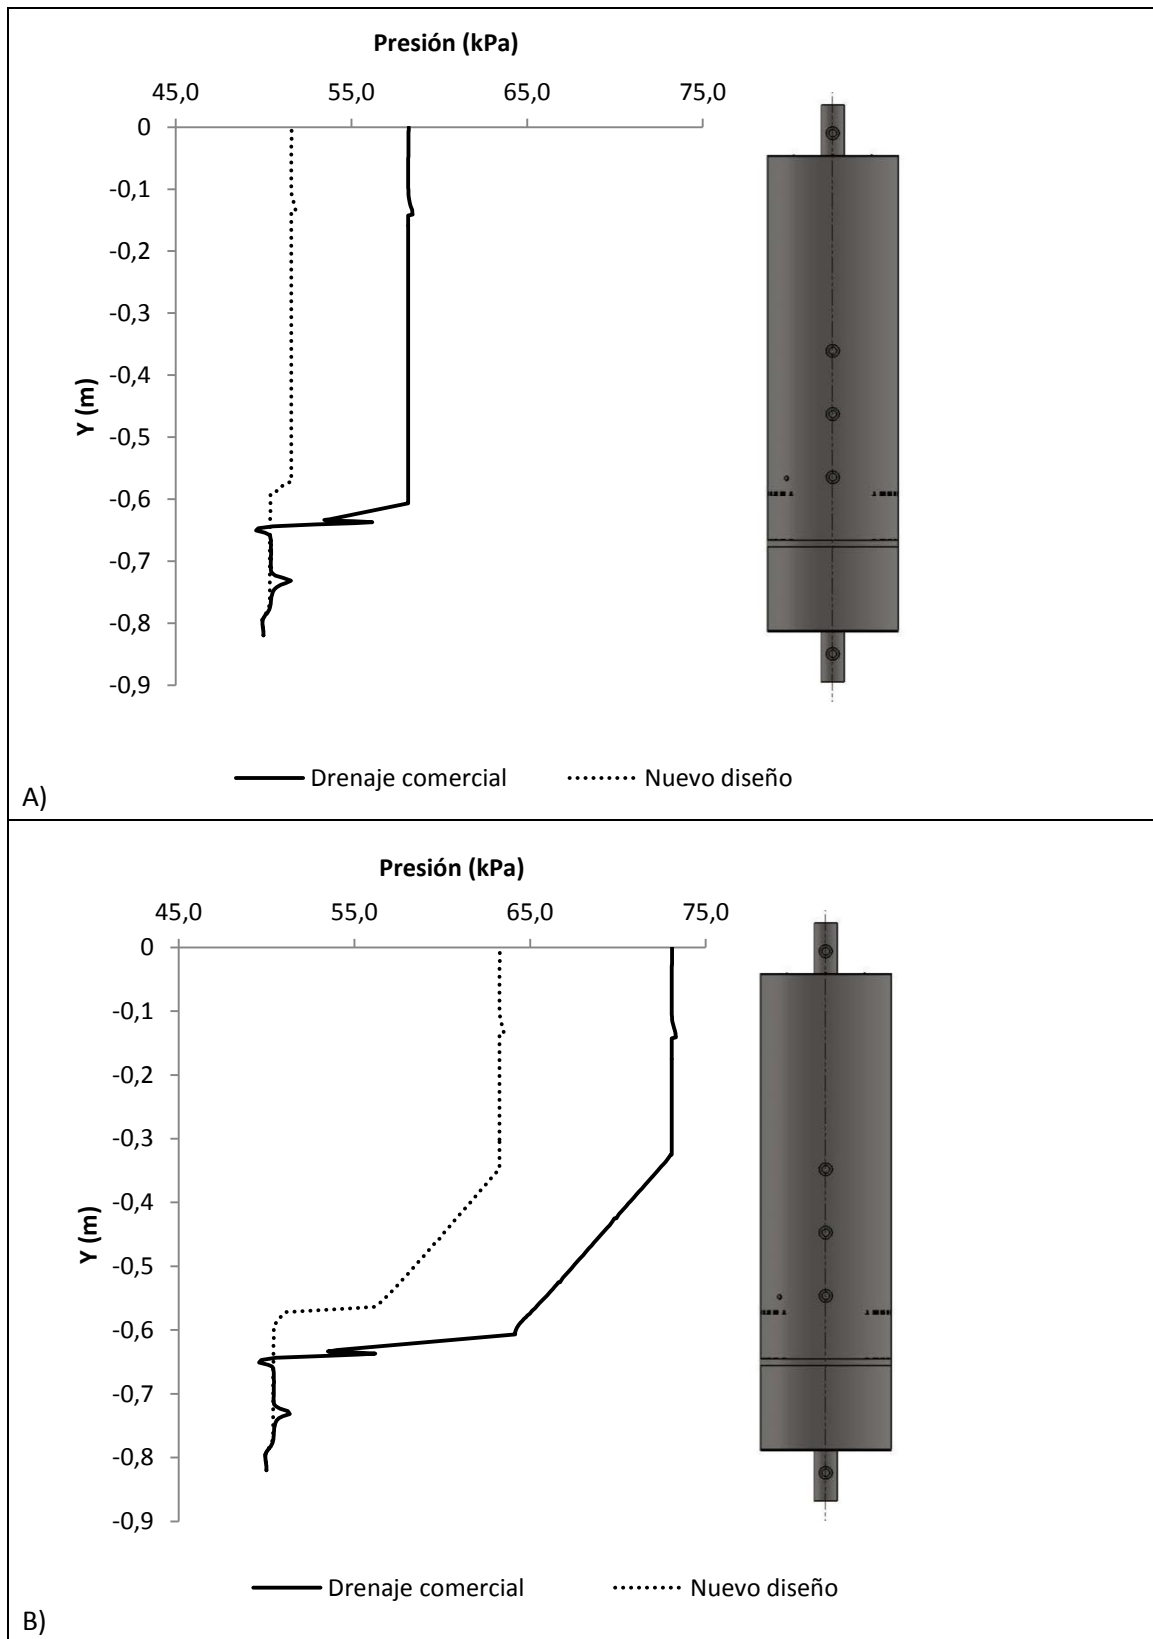 Presión (kPa)
45,0 55,0 65,0 75,0
0
-0,1
-0,2
-0,3
-0,4
-0,5
-0,6
-0,7
-0,8
-0,9
Y (m)
Drenaje comercial Nuevo diseño
A)
Presión (kPa)
45,0 55,0 65,0 75,0
0
-0,1
-0,2
-0,3
-0,4
-0,5
-0,6
-0,7
-0,8
-0,9
Y (m)
Drenaje comercial Nuevo diseño
B)